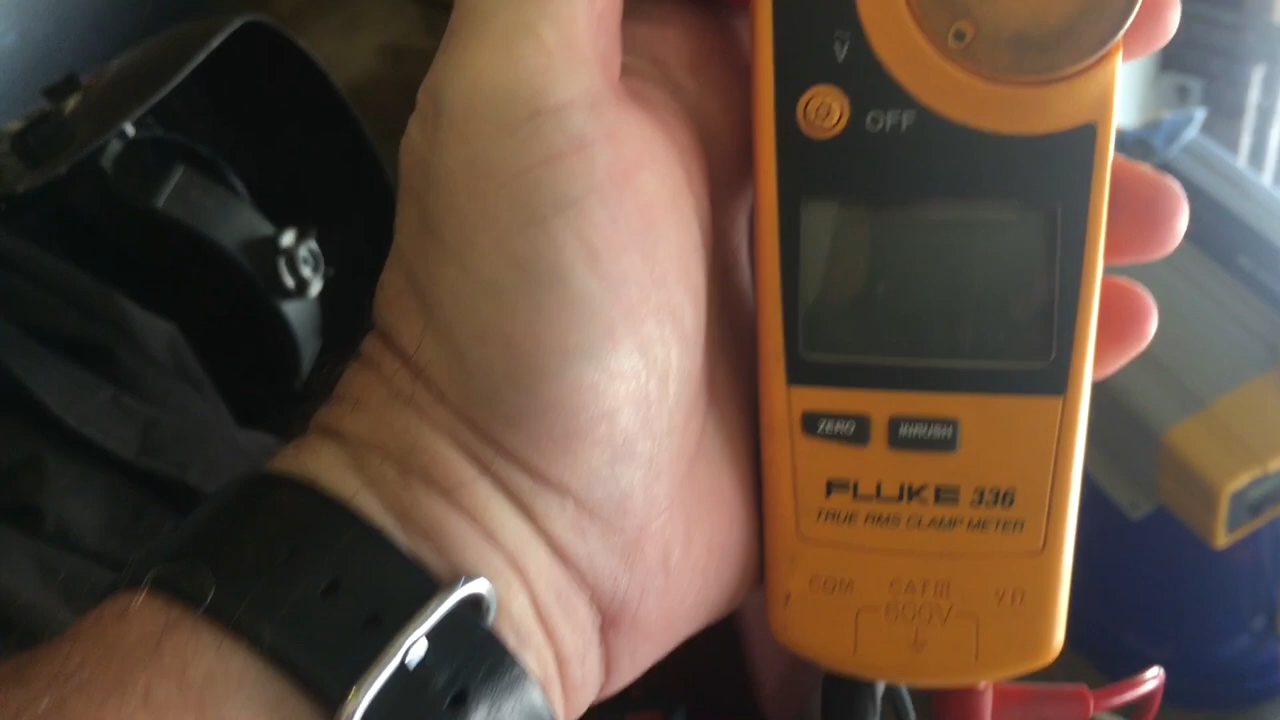 Ṽ
OFF
ZERO INRUSH
FLUKE 336
TRUE RMS CLAMP METER
COM CAT III VΩ
600V